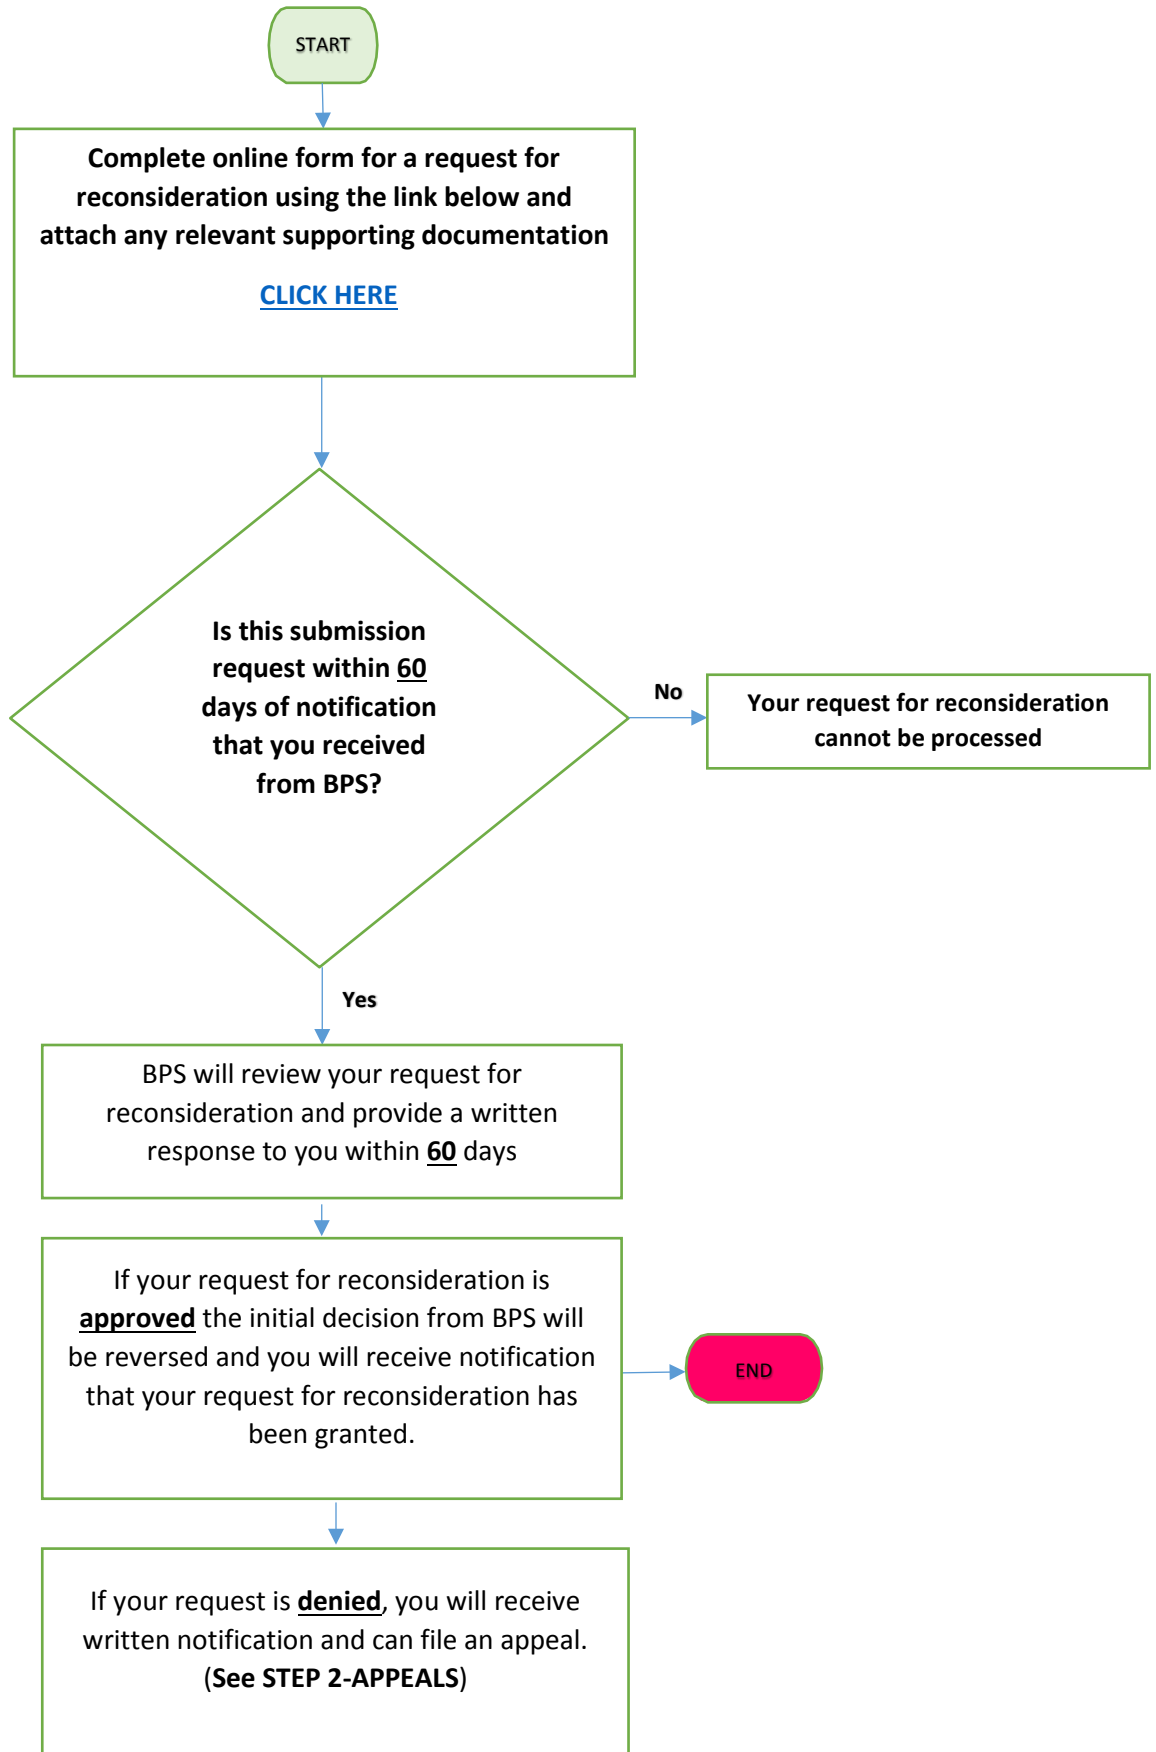 START
Complete online form for a request for
reconsideration using the link below and
attach any relevant supporting documentation
CLICK HERE
Is this submission
request within 60
days of notification
that you received
from BPS?
No
Your request for reconsideration
cannot be processed
Yes
BPS will review your request for
reconsideration and provide a written
response to you within 60 days
If your request for reconsideration is
approved the initial decision from BPS will
be reversed and you will receive notification
that your request for reconsideration has
been granted.
END
If your request is denied, you will receive
written notification and can file an appeal.
(See STEP 2-APPEALS)